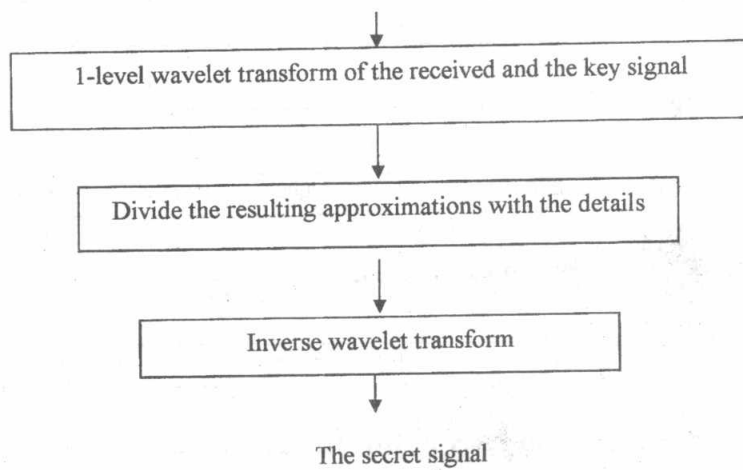 1-level wavelet transform of the received and the key signal
Divide the resulting approximations with the details
Inverse wavelet transform
The secret signal